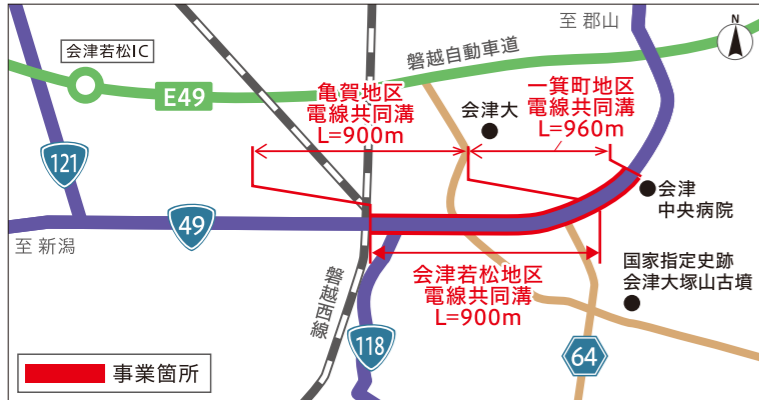 至 郡山
N
会津若松IC
磐越自動車道
E49
亀賀地区
電線共同溝
L=900m
会津大
一箕町地区
電線共同溝
L=960m
121
49
至 新潟
会津
中央病院
磐越西線
会津若松地区
電線共同溝
L=900m
国家指定史跡
会津大塚山古墳
118
64
事業箇所